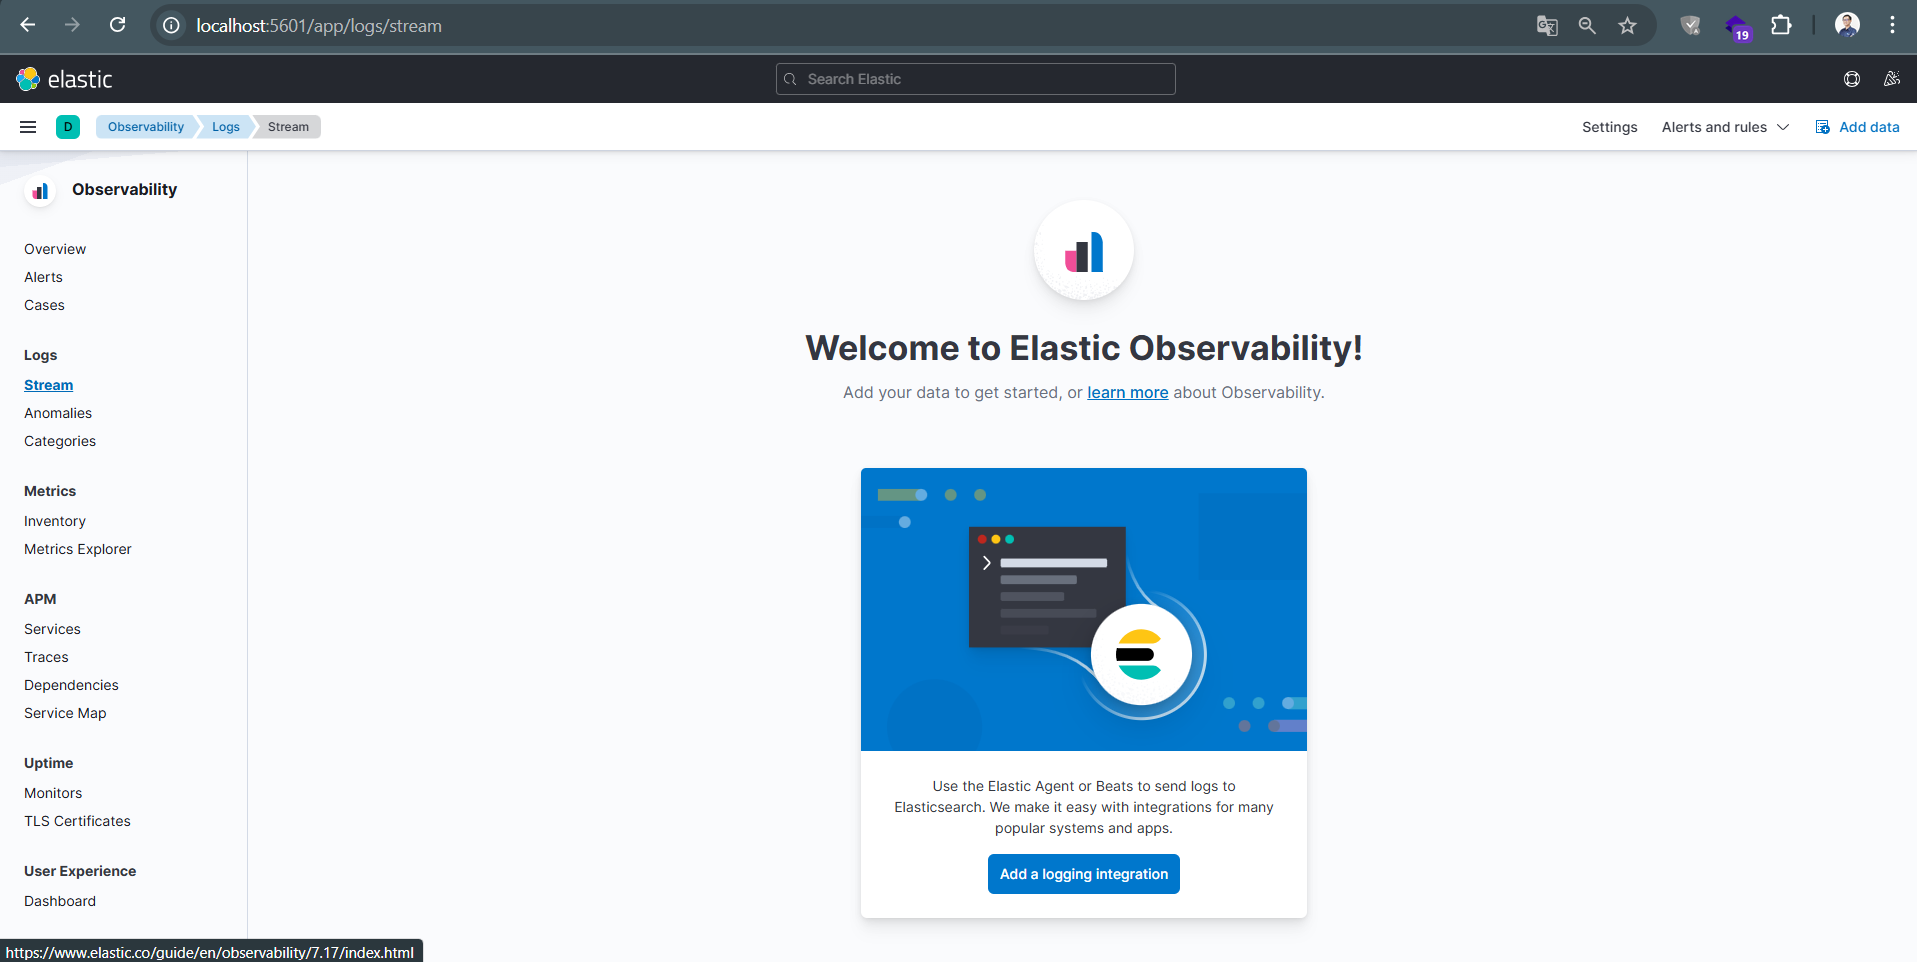 localhost:5601/app/logs/stream
19
elastic
Search Elastic
D
Observability
Logs
Stream
Settings
Alerts and rules
Add data
Observability
Overview
Alerts
Cases
Logs
Stream
Anomalies
Categories
Metrics
Inventory
Metrics Explorer
APM
Services
Traces
Dependencies
Service Map
Uptime
Monitors
TLS Certificates
User Experience
Dashboard
Welcome to Elastic Observability!
Add your data to get started, or learn more about Observability.
Use the Elastic Agent or Beats to send logs to
Elasticsearch. We make it easy with integrations for many
popular systems and apps.
Add a logging integration
https://www.elastic.co/guide/en/observability/7.17/index.html